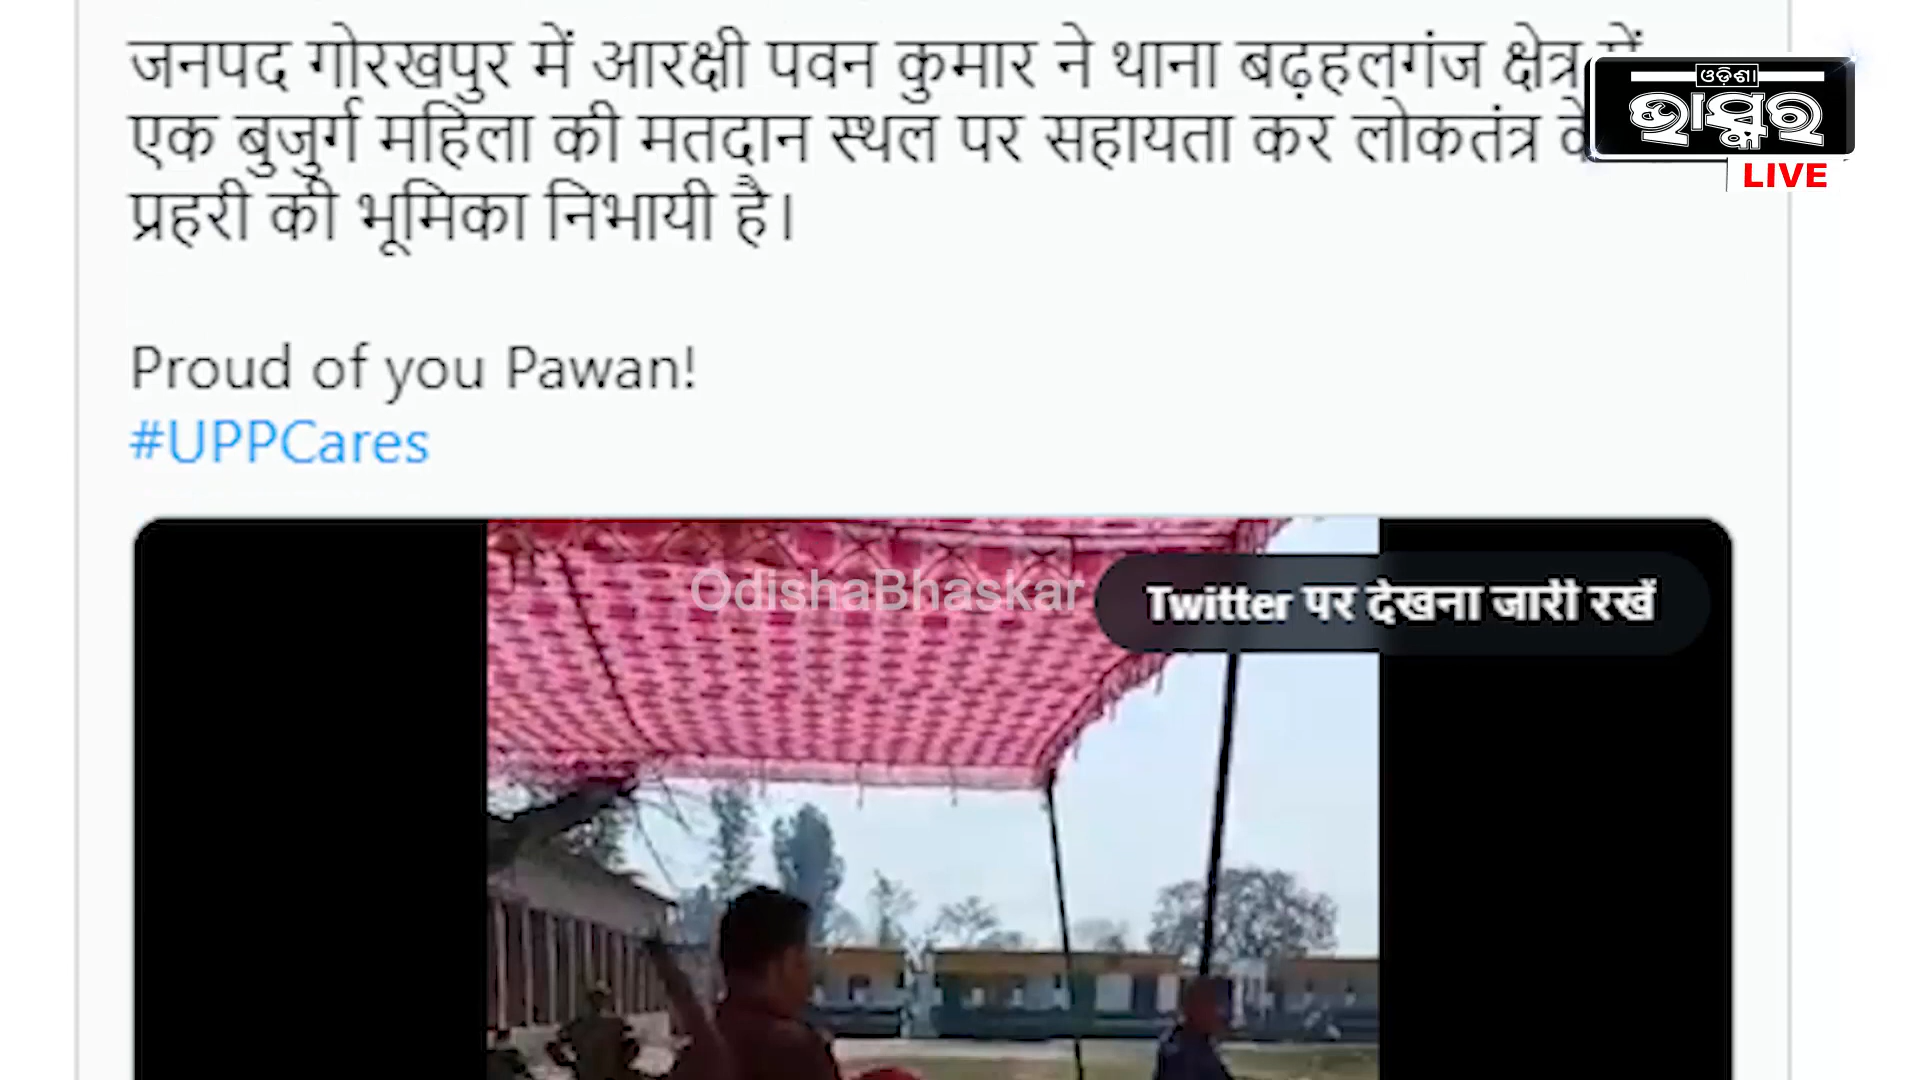 जनपद गोरखपुर में आरक्षी पवन कुमार ने थाना बढ़हलगंज क्षेत्र में
एक बुजुर्ग महिला की मतदान स्थल पर सहायता कर लोकतंत्र के
प्रहरी की भूमिका निभायी है।
Proud of you Pawan!
#UPPCares
ଓଡ଼ିଶା
ଭାସ୍କର
LIVE
OdishaBhaskar
Twitter पर देखना जारी रखें